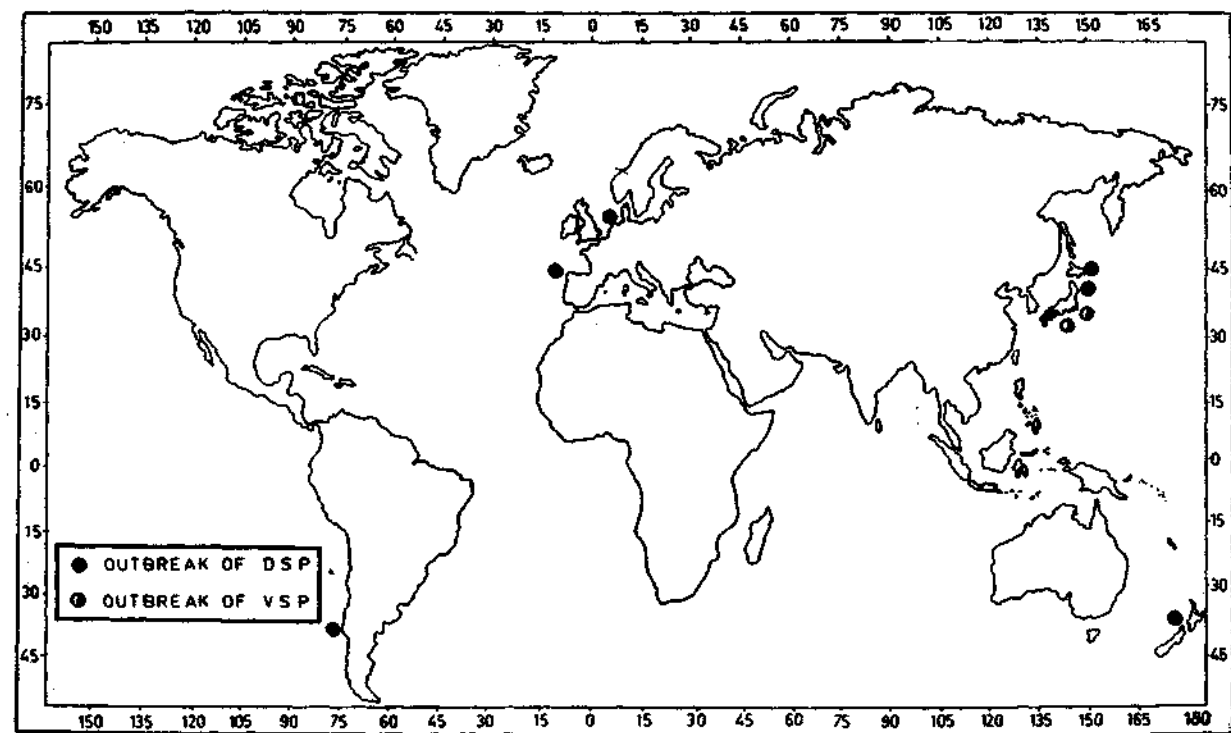 150 135 120 105 90 75 60 45 30 15 0 15 30 45 60 75 90 105 120 135 150 165
75 75
60 60
45 45
30 30
15 15
0 0
15 15
OUTBREAK OF DSP
30 30
OUTBREAK OF VSP
45 45
150 135 120 105 90 75 60 45 30 15 0 15 30 45 60 75 90 105 120 135 150 165 180